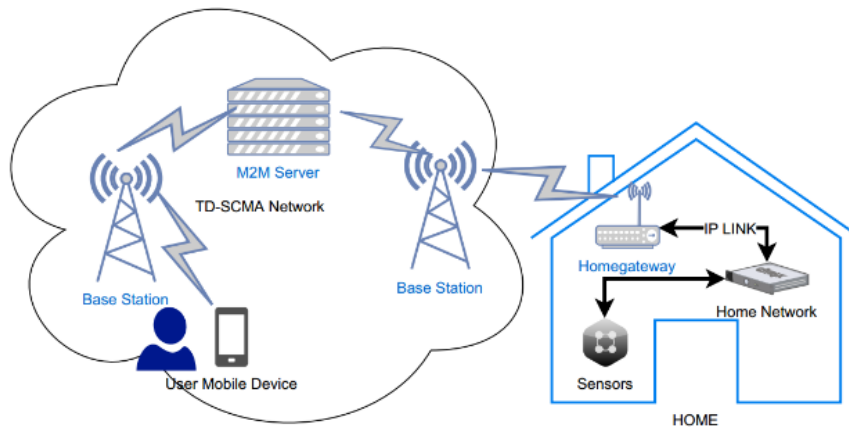 M2M Server
TD-SCMA Network
Base Station
Base Station
User Mobile Device
Homegateway
IP LINK
Home Network
Sensors
HOME